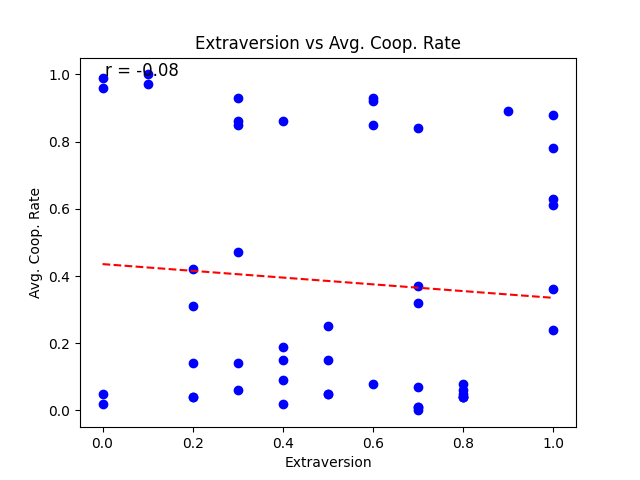 Extraversion vs Avg. Coop. Rate
r = -0.08
Avg. Coop. Rate
1.0
0.8
0.6
0.4
0.2
0.0
0.0 0.2 0.4 0.6 0.8 1.0
Extraversion